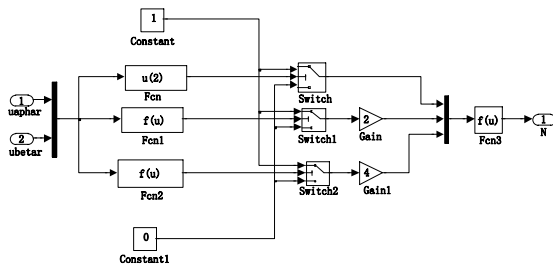 1
Constant
u(2)
Fcn
Switch
1
uaphar
f(u)
Fcn1
Switch1
2
Gain
f(u)
Fcn3
1
N
2
ubetar
f(u)
Fcn2
Switch2
4
Gain1
0
Constant1